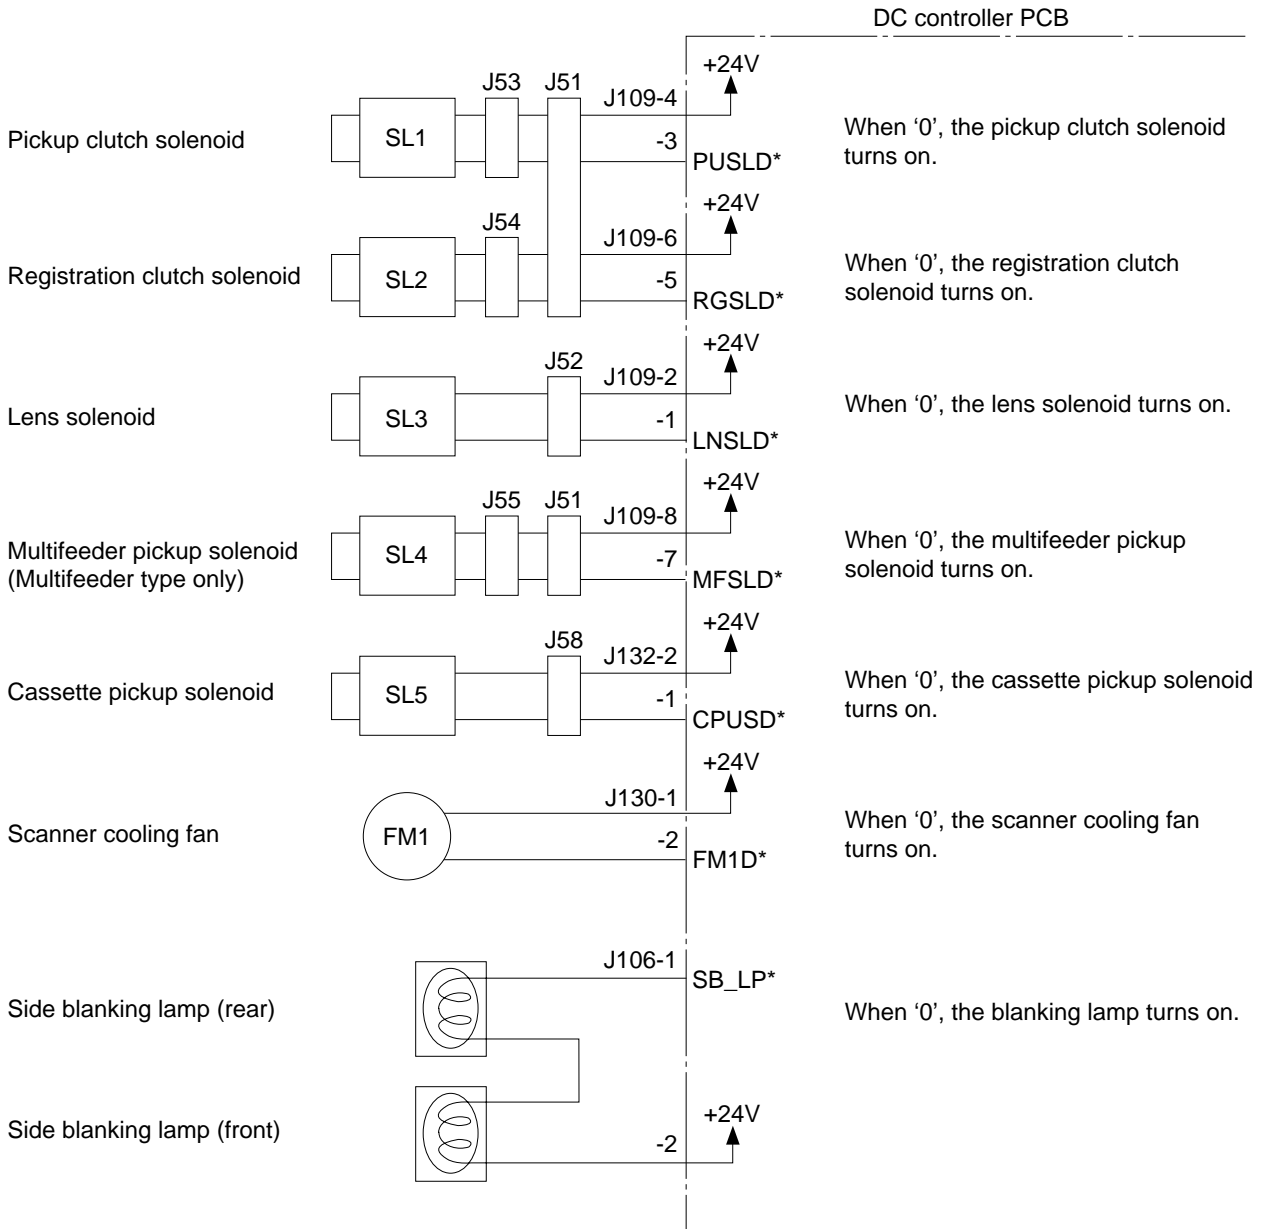 DC controller PCB
+24V
J53 J51
J109-4
Pickup clutch solenoid
SL1
-3
PUSLD*
When ‘0’, the pickup clutch solenoid
turns on.
+24V
J54
J109-6
Registration clutch solenoid
SL2
-5
RGSLD*
When ‘0’, the registration clutch
solenoid turns on.
+24V
J52
J109-2
Lens solenoid
SL3
-1
LNSLD*
When ‘0’, the lens solenoid turns on.
+24V
J55 J51
J109-8
Multifeeder pickup solenoid
(Multifeeder type only)
SL4
-7
MFSLD*
When ‘0’, the multifeeder pickup
solenoid turns on.
+24V
J58
J132-2
Cassette pickup solenoid
SL5
-1
CPUSD*
When ‘0’, the cassette pickup solenoid
turns on.
+24V
J130-1
Scanner cooling fan
FM1
-2
FM1D*
When ‘0’, the scanner cooling fan
turns on.
J106-1
SB_LP*
Side blanking lamp (rear)
When ‘0’, the blanking lamp turns on.
+24V
Side blanking lamp (front)
-2